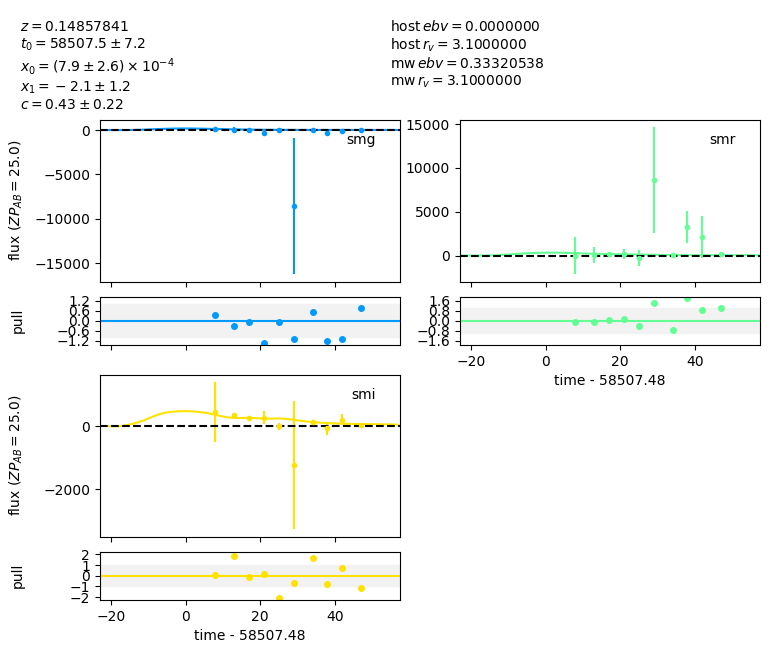 z = 0.14857841
t₀ = 58507.5 ± 7.2
x₀ = (7.9 ± 2.6) × 10⁻⁴
x₁ = −2.1 ± 1.2
c = 0.43 ± 0.22
host ebv = 0.0000000
host r_v = 3.1000000
mw ebv = 0.33320538
mw r_v = 3.1000000
smg
flux (ZP_AB = 25.0)
0
−5000
−10000
−15000
smr
15000
10000
5000
0
pull
1.2
0.6
0.0
−0.6
−1.2
1.6
0.8
0.0
−0.8
−1.6
−20
0
20
40
time - 58507.48
smi
flux (ZP_AB = 25.0)
0
−2000
pull
2
1
0
−1
−2
−20
0
20
40
time - 58507.48